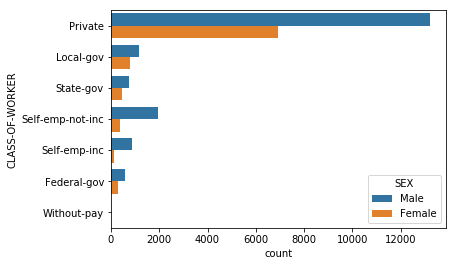 CLASS-OF-WORKER
Private
Local-gov
State-gov
Self-emp-not-inc
Self-emp-inc
Federal-gov
Without-pay
SEX
Male
Female
0 2000 4000 6000 8000 10000 12000
count